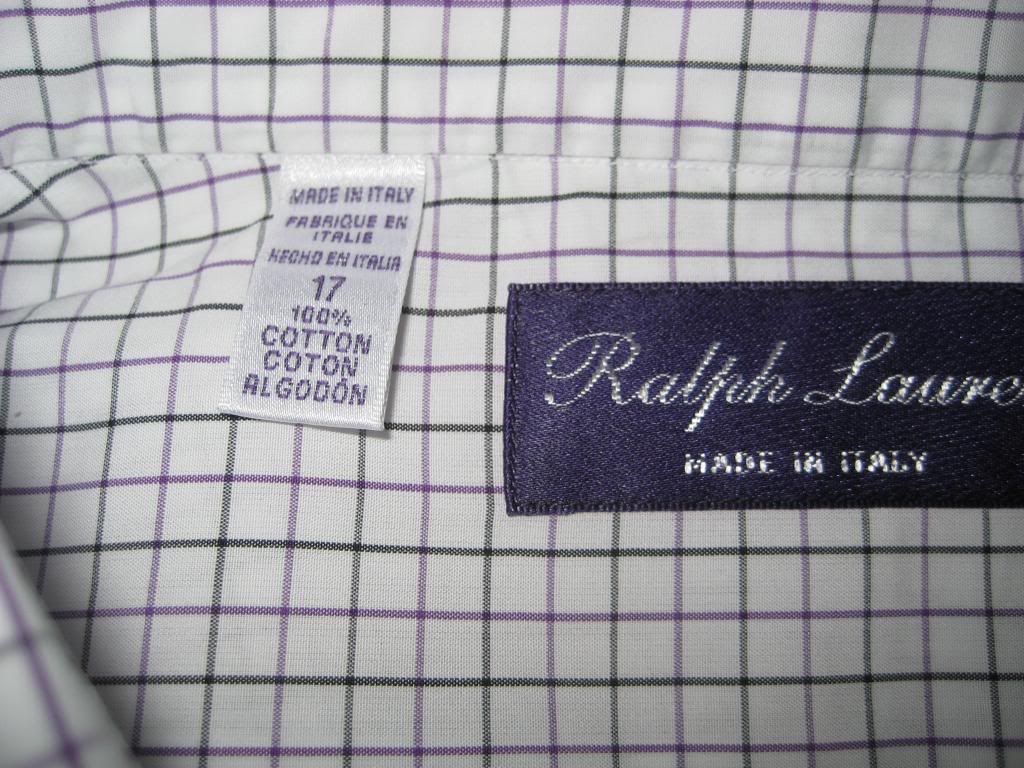 MADE IN ITALY
FABRIQUE EN
ITALIE
HECHO EN ITALIA
17
100%
COTTON
COTON
ALGODÓN
Ralph Laure
MADE IN ITALY